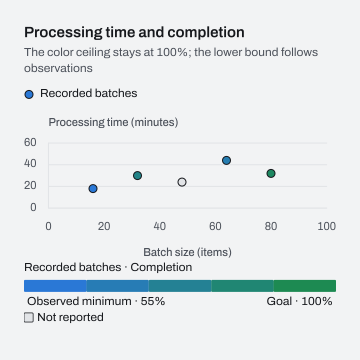 Processing time and completion
The color ceiling stays at 100%; the lower bound follows
observations
Recorded batches
Processing time (minutes)
60
40
20
0
0 20 40 60 80 100
Batch size (items)
Recorded batches · Completion
Observed minimum · 55% Goal · 100%
Not reported